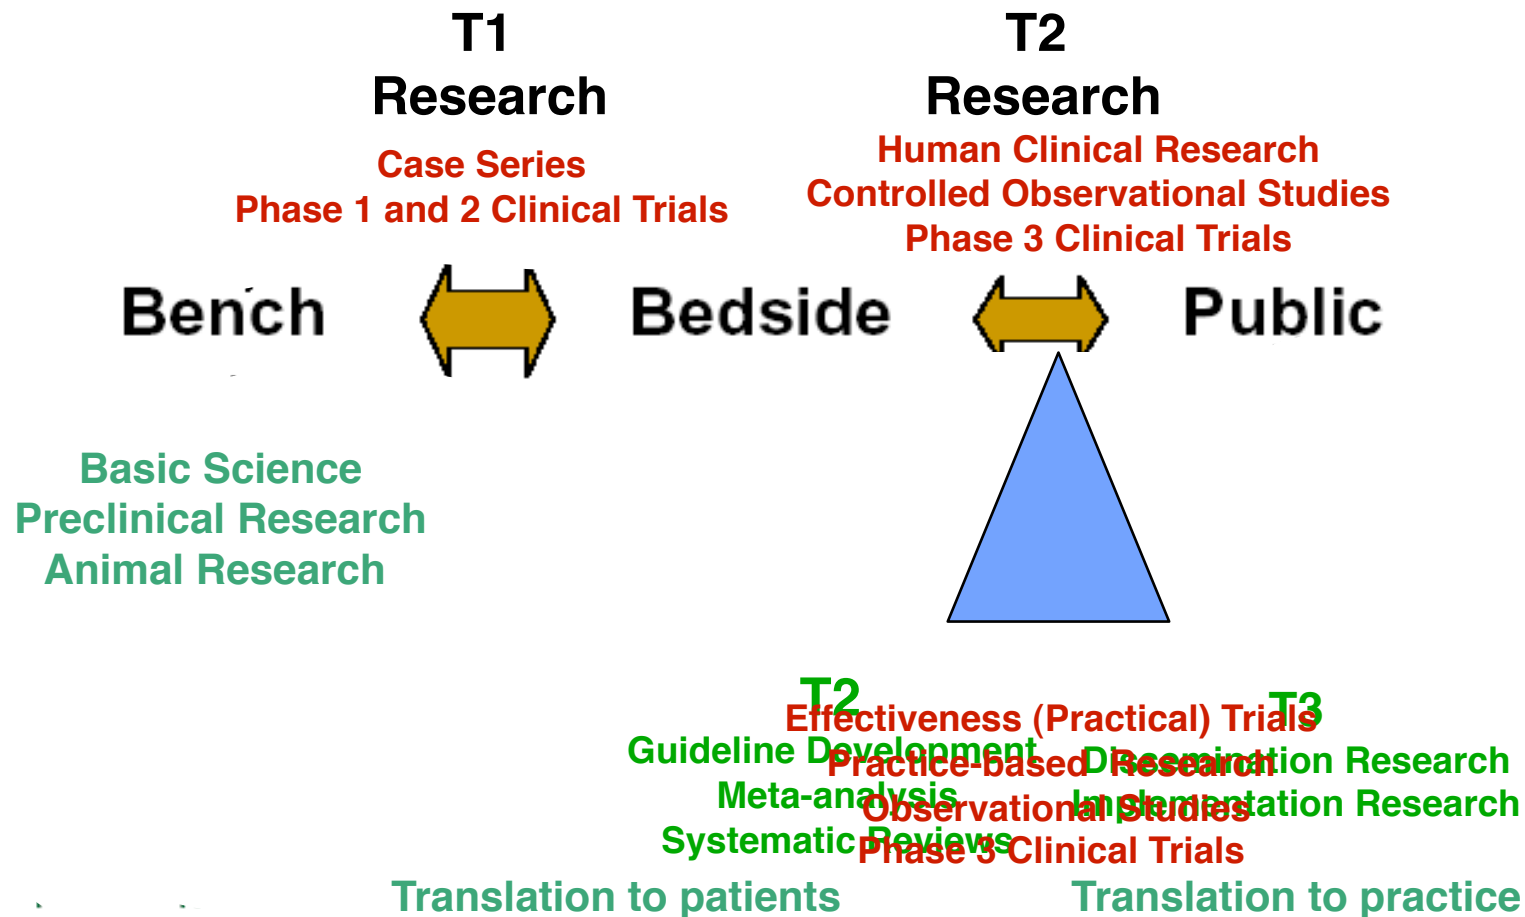 T1
Research
Case Series
Phase 1 and 2 Clinical Trials
T2
Research
Human Clinical Research
Controlled Observational Studies
Phase 3 Clinical Trials
Bench
Bedside
Public
Basic Science
Preclinical Research
Animal Research
T2
Guideline Development
Meta-analysis
Systematic Reviews
Effectiveness (Practical) Trials
Practice-based Research
Observational Studies
Phase 3 Clinical Trials
T3
Dissemination Research
Implementation Research
Translation to patients
Translation to practice